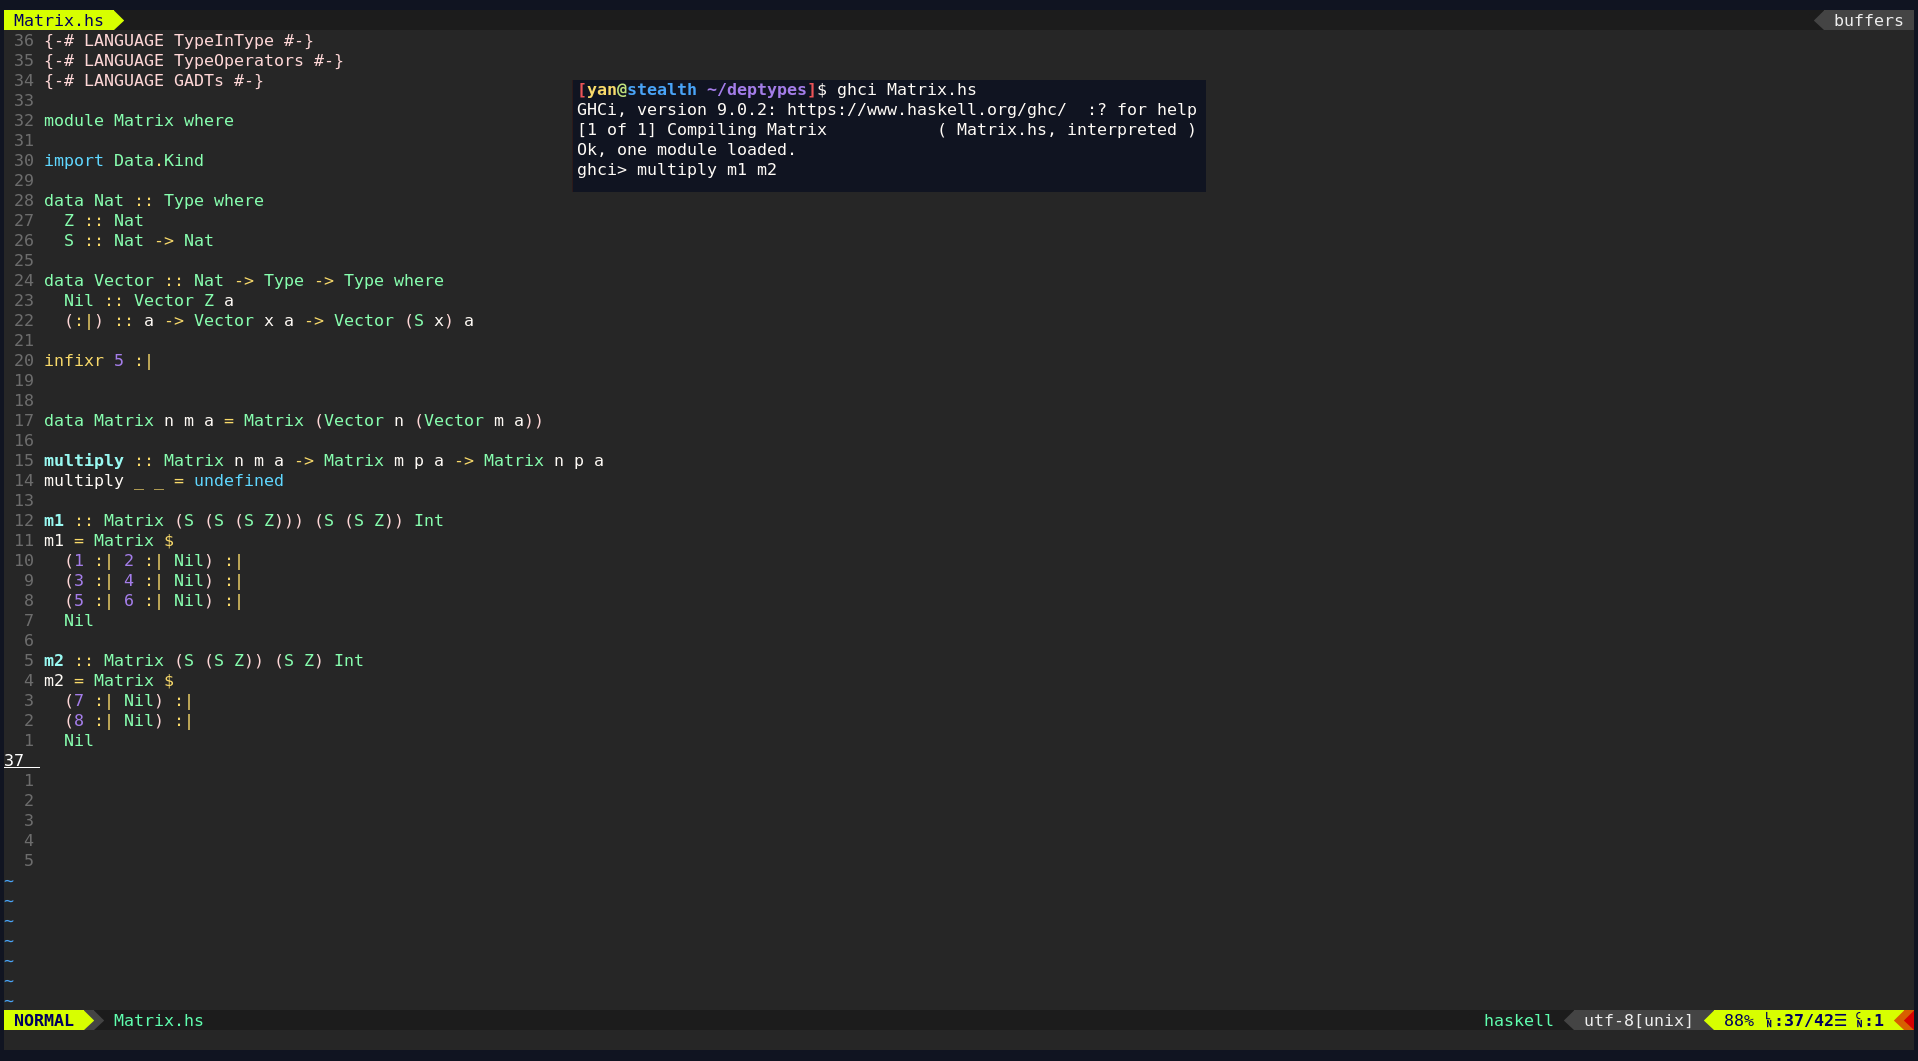 Matrix.hs buffers
36 {-# LANGUAGE TypeInType #-}
35 {-# LANGUAGE TypeOperators #-}
34 {-# LANGUAGE GADTs #-}
33
32 module Matrix where
31
30 import Data.Kind
29
28 data Nat :: Type where
27   Z :: Nat
26   S :: Nat -> Nat
25
24 data Vector :: Nat -> Type -> Type where
23   Nil :: Vector Z a
22   (:|) :: a -> Vector x a -> Vector (S x) a
21
20 infixr 5 :|
19
18
17 data Matrix n m a = Matrix (Vector n (Vector m a))
16
15 multiply :: Matrix n m a -> Matrix m p a -> Matrix n p a
14 multiply _ _ = undefined
13
12 m1 :: Matrix (S (S (S Z))) (S (S Z)) Int
11 m1 = Matrix $
10   (1 :| 2 :| Nil) :|
9   (3 :| 4 :| Nil) :|
8   (5 :| 6 :| Nil) :|
7   Nil
6
5 m2 :: Matrix (S (S Z)) (S Z) Int
4 m2 = Matrix $
3   (7 :| Nil) :|
2   (8 :| Nil) :|
1   Nil
37
1
2
3
4
5
~
~
~
~
~
~
~
[yan@stealth ~/deptypes]$ ghci Matrix.hs
GHCi, version 9.0.2: https://www.haskell.org/ghc/  :? for help
[1 of 1] Compiling Matrix           ( Matrix.hs, interpreted )
Ok, one module loaded.
ghci> multiply m1 m2
NORMAL Matrix.hs haskell utf-8[unix] 88% LN:37/42☰ CN:1